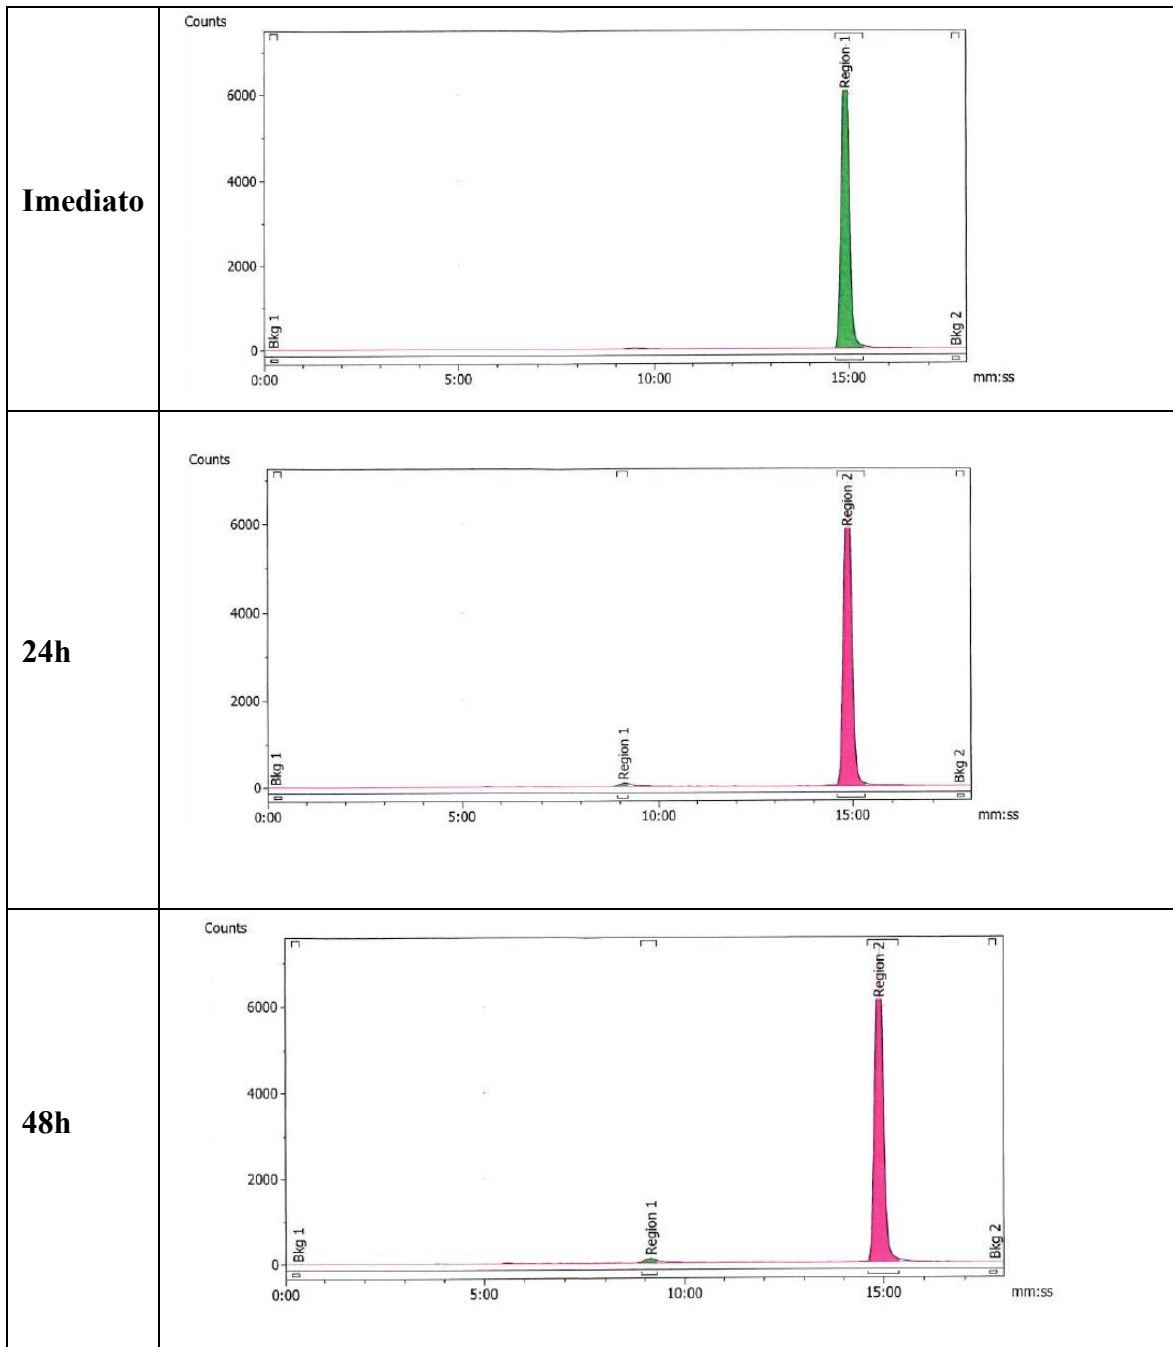 Imediato
Counts
6000
4000
2000
0
Bkg 1
Region 1
Bkg 2
0:00 5:00 10:00 15:00 mm:ss
24h
Counts
6000
4000
2000
0
Bkg 1
Region 1
Region 2
Bkg 2
0:00 5:00 10:00 15:00 mm:ss
48h
Counts
6000
4000
2000
0
Bkg 1
Region 1
Region 2
Bkg 2
0:00 5:00 10:00 15:00 mm:ss